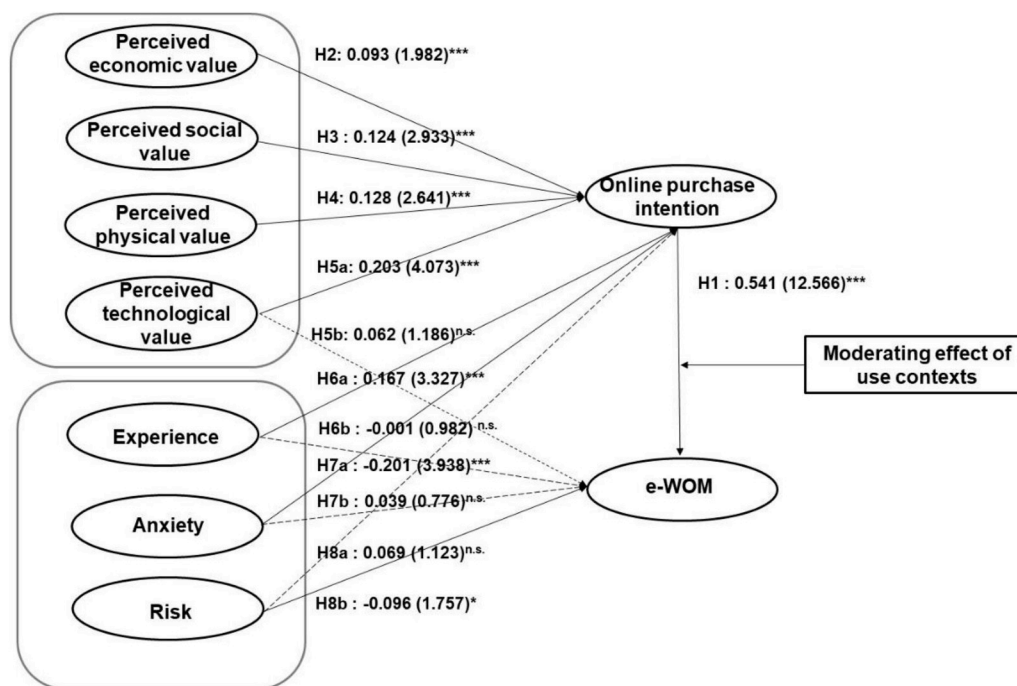 Perceived
economic value
H2: 0.093 (1.982)***
Perceived social
value
H3 : 0.124 (2.933)***
Online purchase
intention
Perceived
physical value
H4: 0.128 (2.641)***
H5a: 0.203 (4.073)***
H1 : 0.541 (12.566)***
Perceived
technological
value
H5b: 0.062 (1.186)n.s.
Moderating effect of
use contexts
H6a : 0.167 (3.327)***
Experience
H6b : -0.001 (0.982) n.s.
H7a : -0.201 (3.938)***
e-WOM
H7b : 0.039 (0.776)n.s.
Anxiety
H8a : 0.069 (1.123)n.s.
Risk
H8b : -0.096 (1.757)*